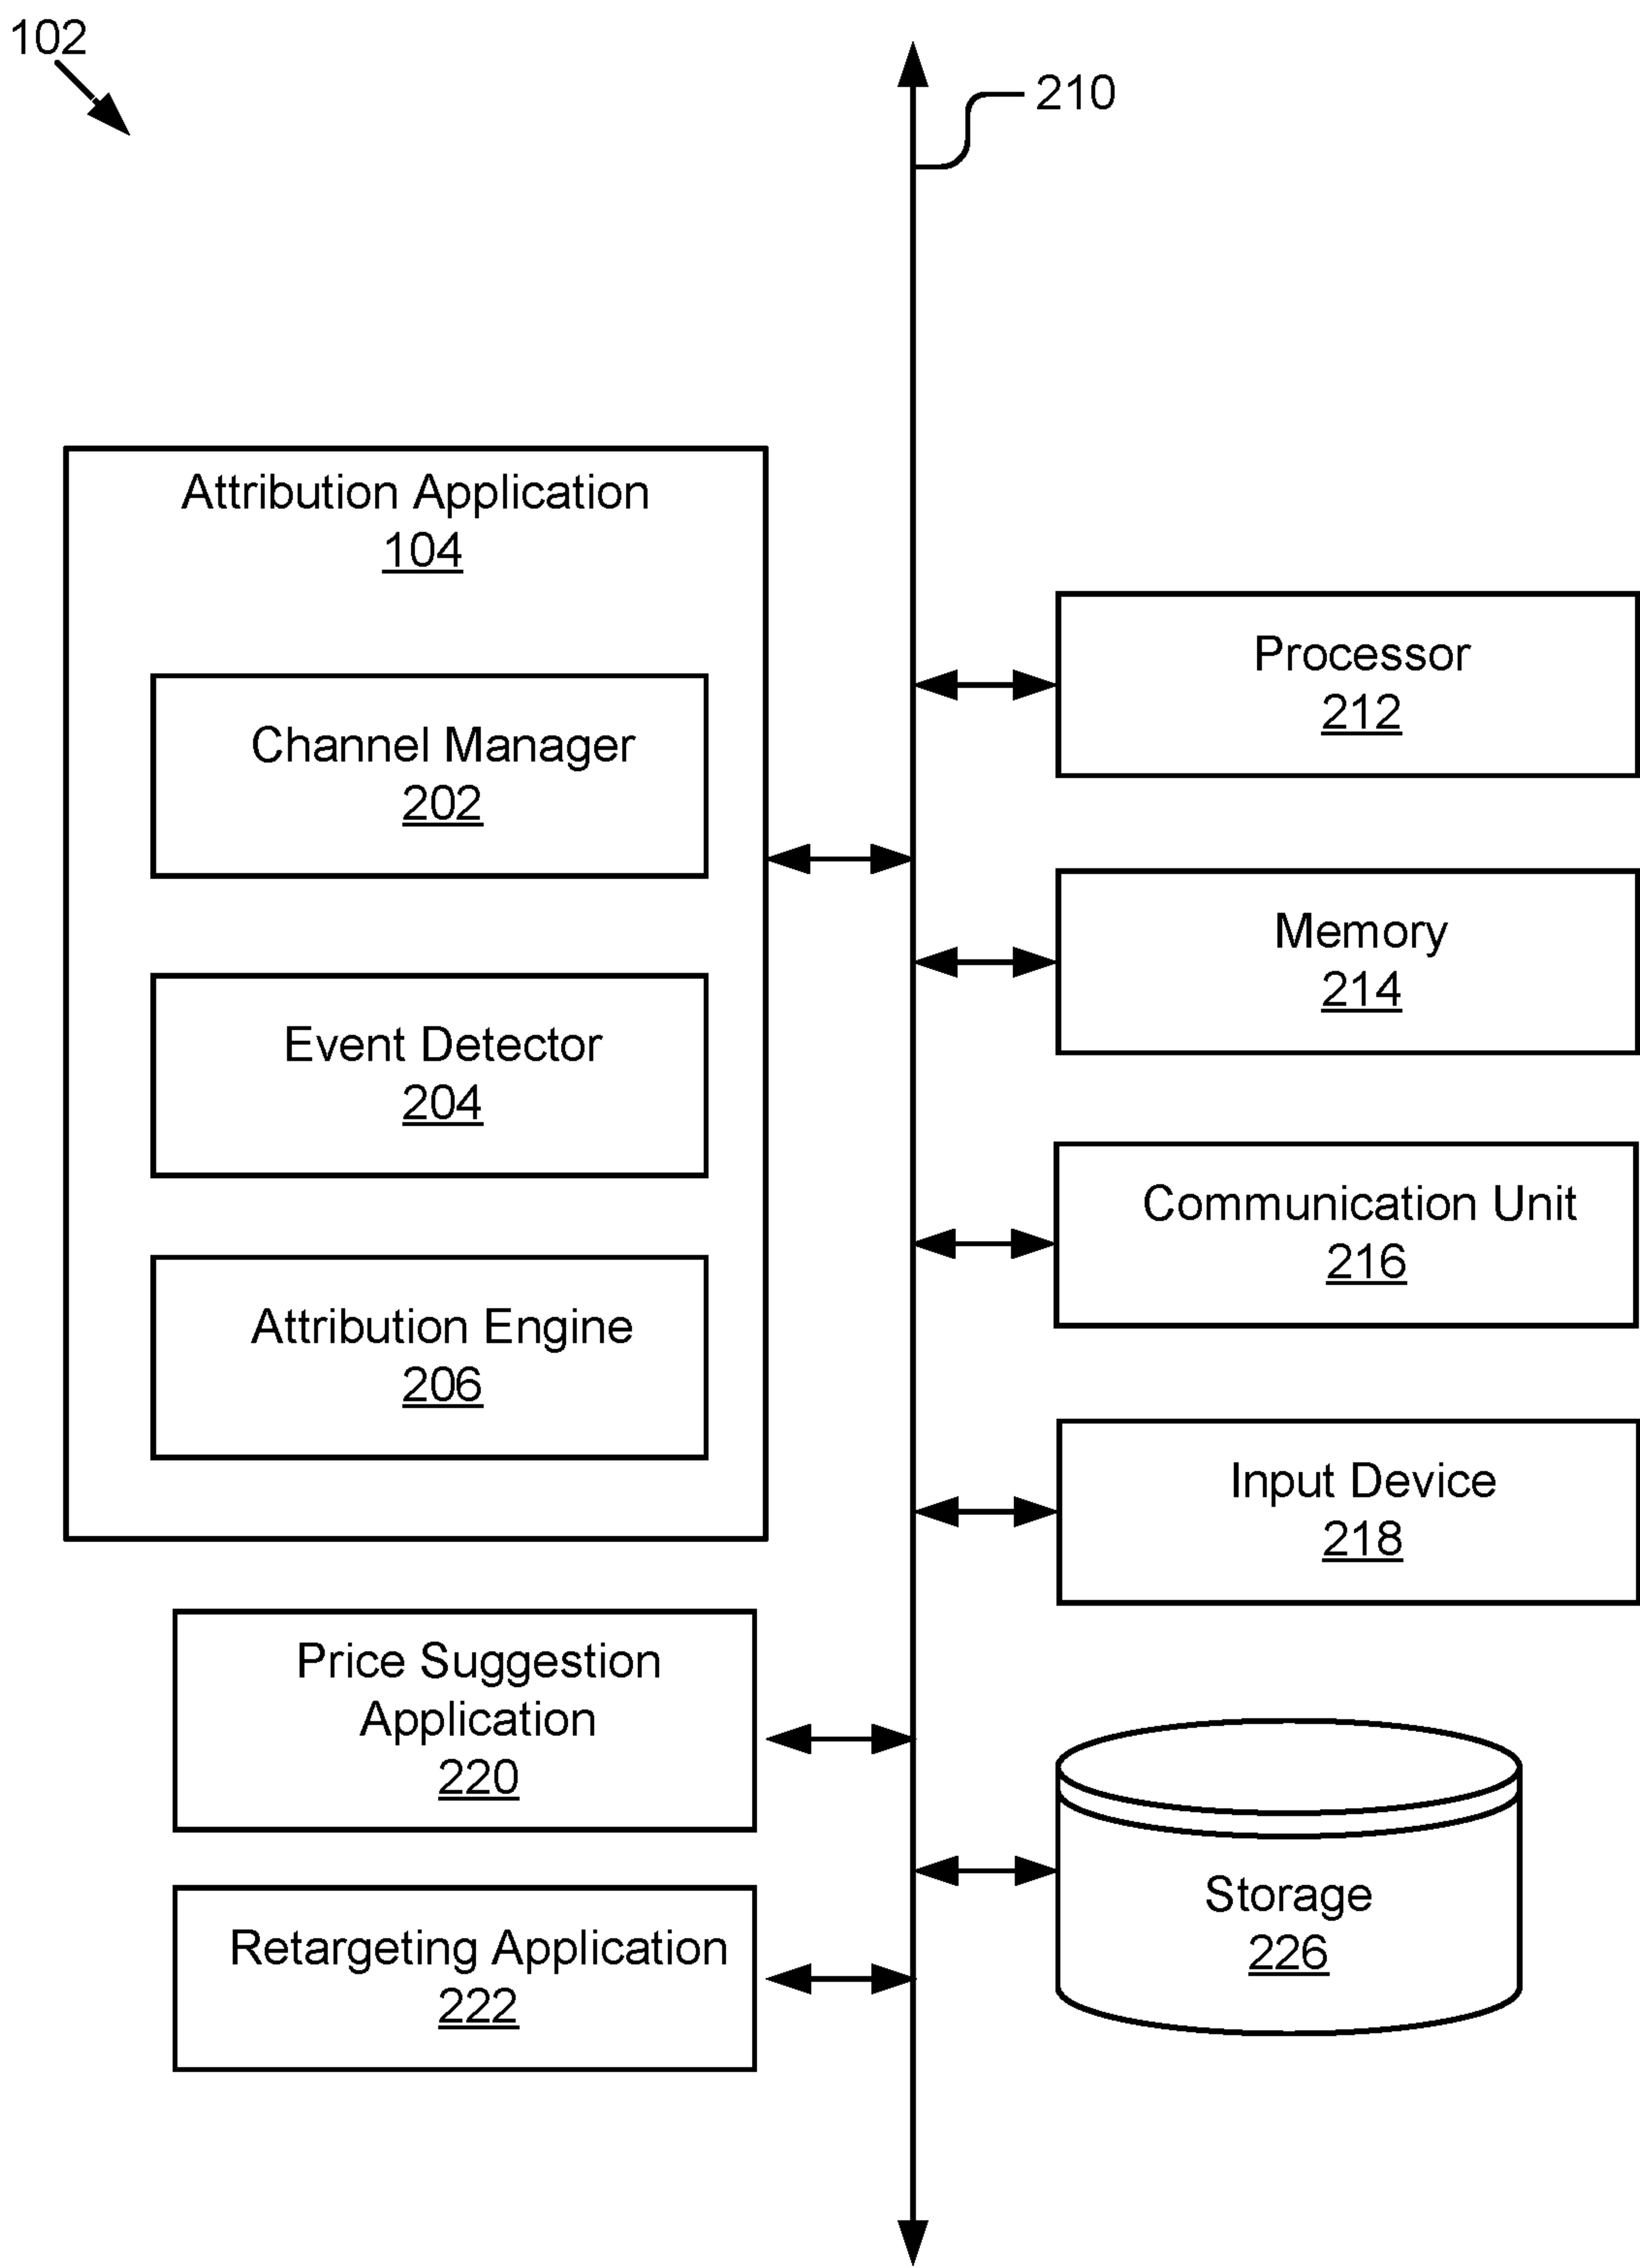 102
210
Attribution Application
104
Channel Manager
202
Event Detector
204
Attribution Engine
206
Price Suggestion
Application
220
Retargeting Application
222
Processor
212
Memory
214
Communication Unit
216
Input Device
218
Storage
226